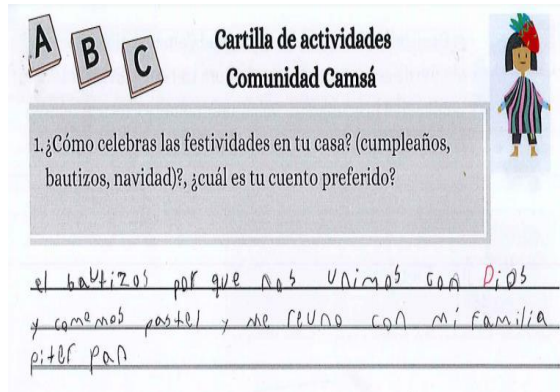 A B C
Cartilla de actividades
Comunidad Camsá
1.¿Cómo celebras las festividades en tu casa? (cumpleaños,
bautizos, navidad)?, ¿cuál es tu cuento preferido?
el bautizos por que nos unimos con Dios
y comemos pastel y me reuno con mi familia
piter pan